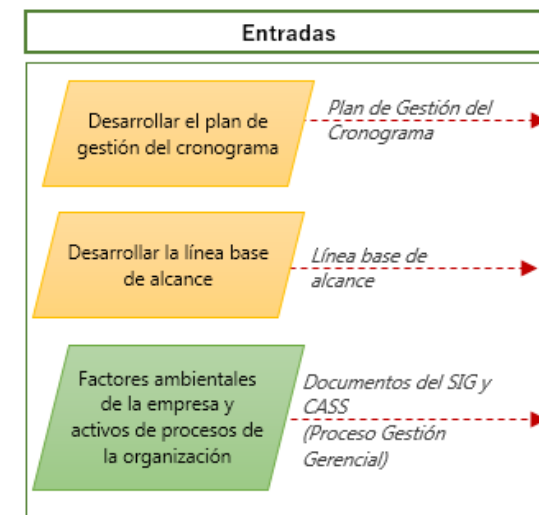 Entradas
Desarrollar el plan de
gestión del cronograma
Plan de Gestión del
Cronograma
Desarrollar la línea base
de alcance
Línea base de
alcance
Factores ambientales
de la empresa y
activos de procesos de
la organización
Documentos del SIG y
CASS
(Proceso Gestión
Gerencial)